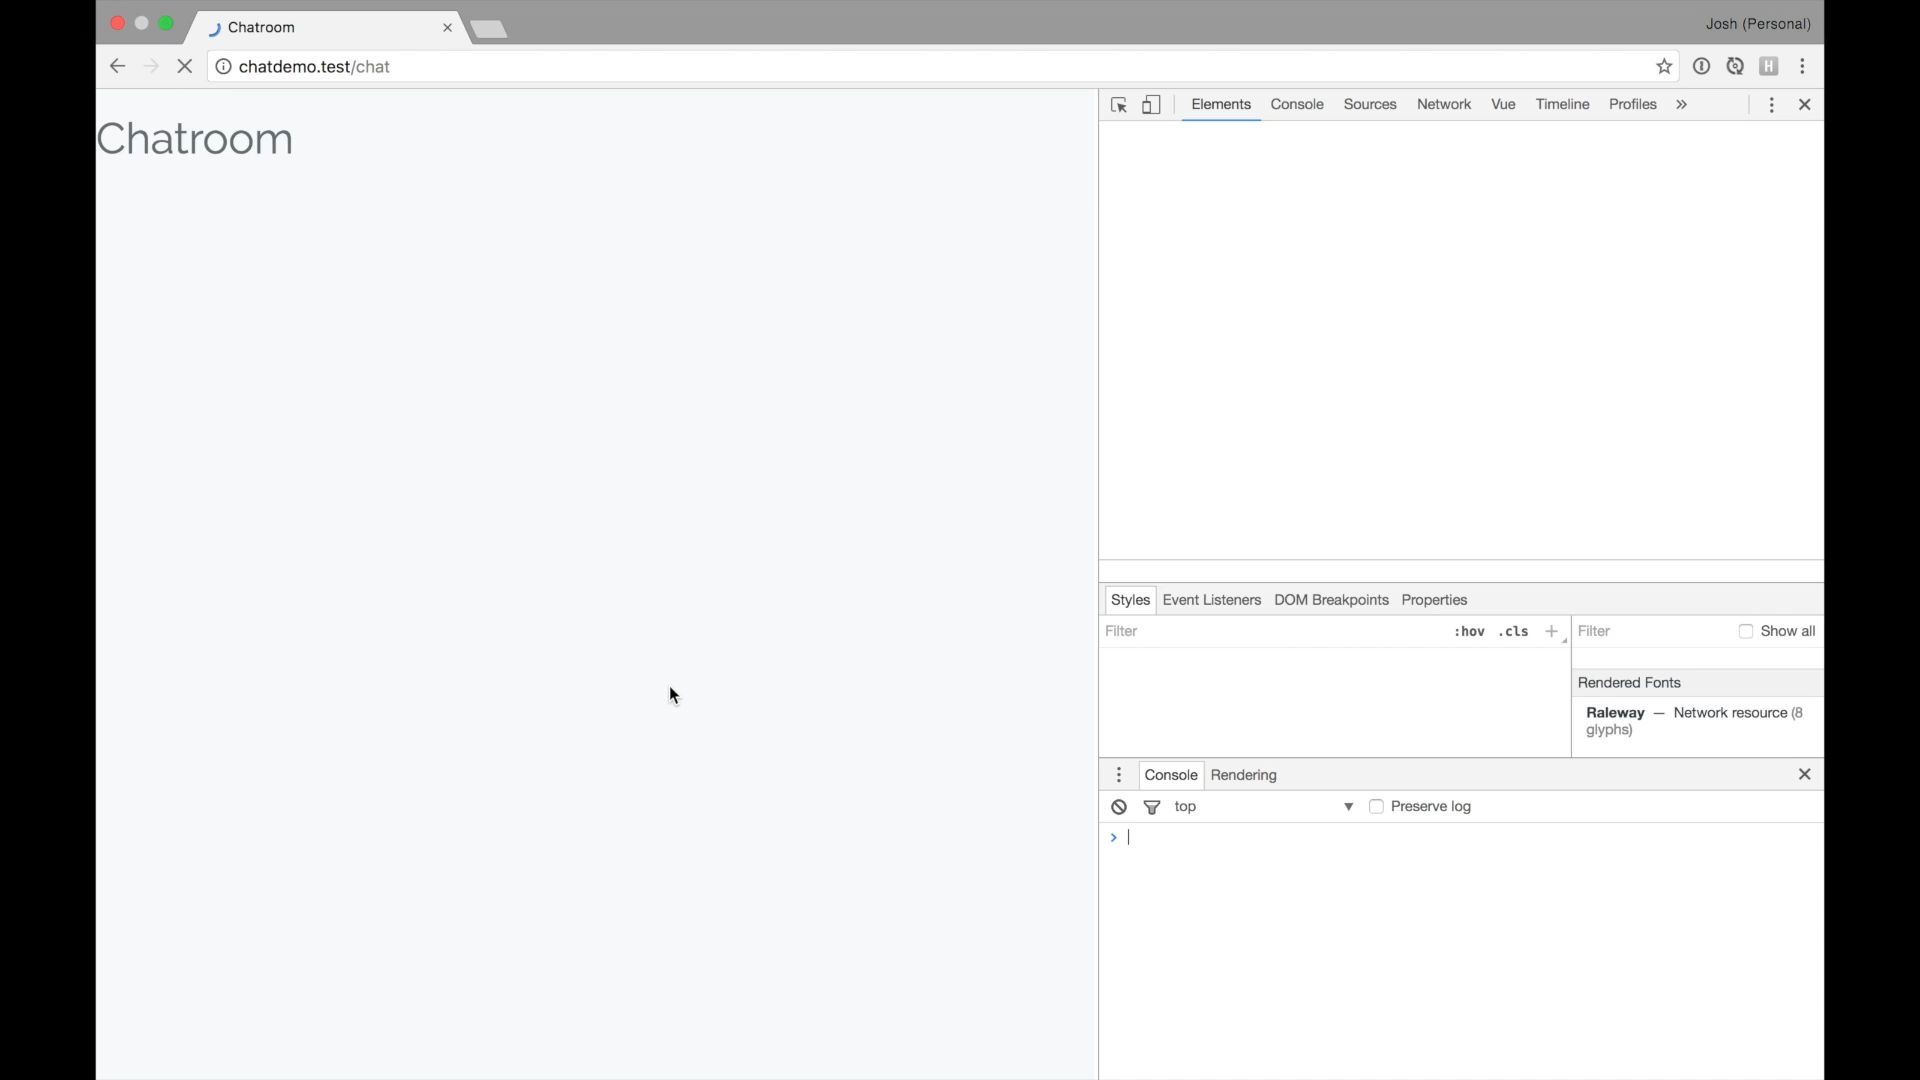 Chatroom
Josh (Personal)
chatdemo.test/chat
H
Chatroom
Elements Console Sources Network Vue Timeline Profiles »
Styles Event Listeners DOM Breakpoints Properties
Filter :hov .cls +
Filter Show all
Rendered Fonts
Raleway — Network resource (8
glyphs)
Console Rendering
top ▼ Preserve log
>